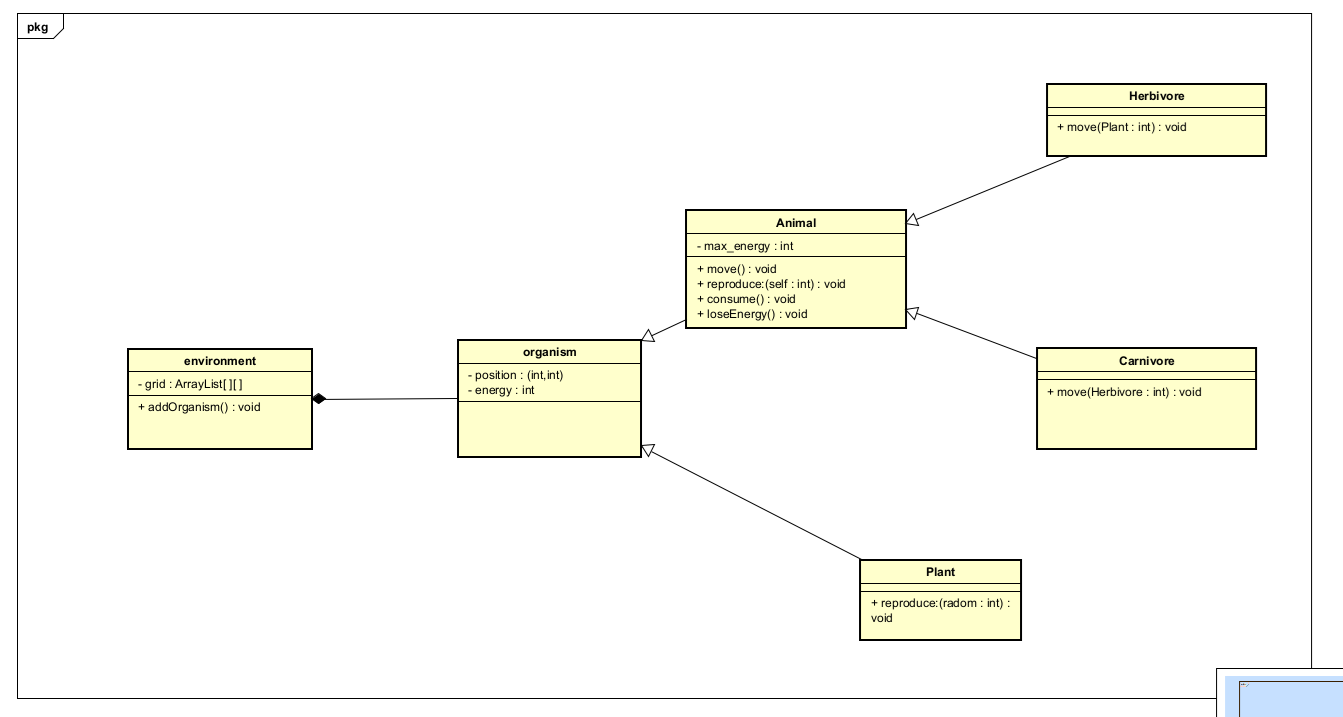 pkg
Herbivore
+ move(Plant : int) : void
Animal
- max_energy : int
+ move() : void
+ reproduce:(self : int) : void
+ consume() : void
+ loseEnergy() : void
environment
- grid : ArrayList[ ][ ]
+ addOrganism() : void
organism
- position : (int,int)
- energy : int
Carnivore
+ move(Herbivore : int) : void
Plant
+ reproduce:(radom : int) :
void